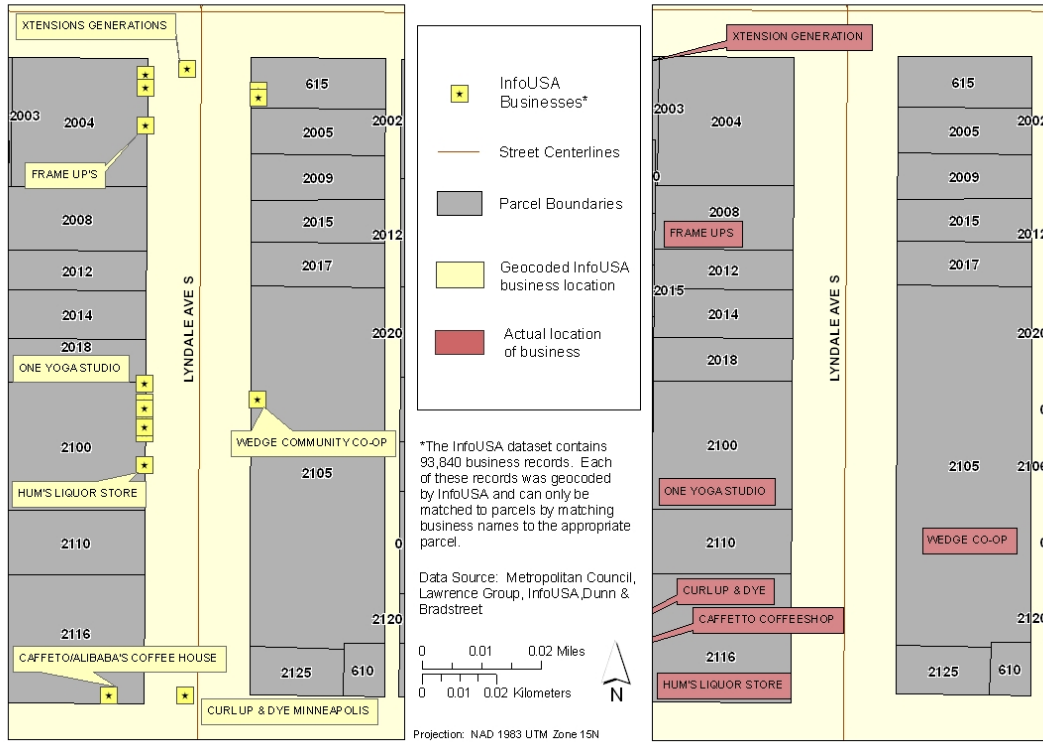 XTENSIONS GENERATIONS
615
2003
2004
2005
2002
FRAME UP'S
2009
2008
2015
2012
2017
2012
2014
2018
2020
ONE YOGA STUDIO
LYNDALE AVE S
WEDGE COMMUNITY CO-OP
2100
2105
HUM'S LIQUOR STORE
2110
0
2116
2120
CAFFETO/ALIBABA'S COFFEE HOUSE
2125
610
CURL UP & DYE MINNEAPOLIS
InfoUSA
Businesses*
Street Centerlines
Parcel Boundaries
Geocoded InfoUSA
business location
Actual location
of business
*The InfoUSA dataset contains
93,840 business records. Each
of these records was geocoded
by InfoUSA and can only be
matched to parcels by matching
business names to the appropriate
parcel.
Data Source: Metropolitan Council,
Lawrence Group, InfoUSA,Dunn &
Bradstreet
0 0.01 0.02 Miles
0 0.01 0.02 Kilometers
N
Projection: NAD 1983 UTM Zone 15N
XTENSION GENERATION
615
2003
2004
2005
2002
0
2009
2008
2015
2012
FRAME UPS
2012
2017
2015
2014
2018
2020
LYNDALE AVE S
0
2100
2105
2106
ONE YOGA STUDIO
2110
WEDGE CO-OP
0
CURL UP & DYE
CAFFETTO COFFEESHOP
2120
2116
2125
610
HUM'S LIQUOR STORE